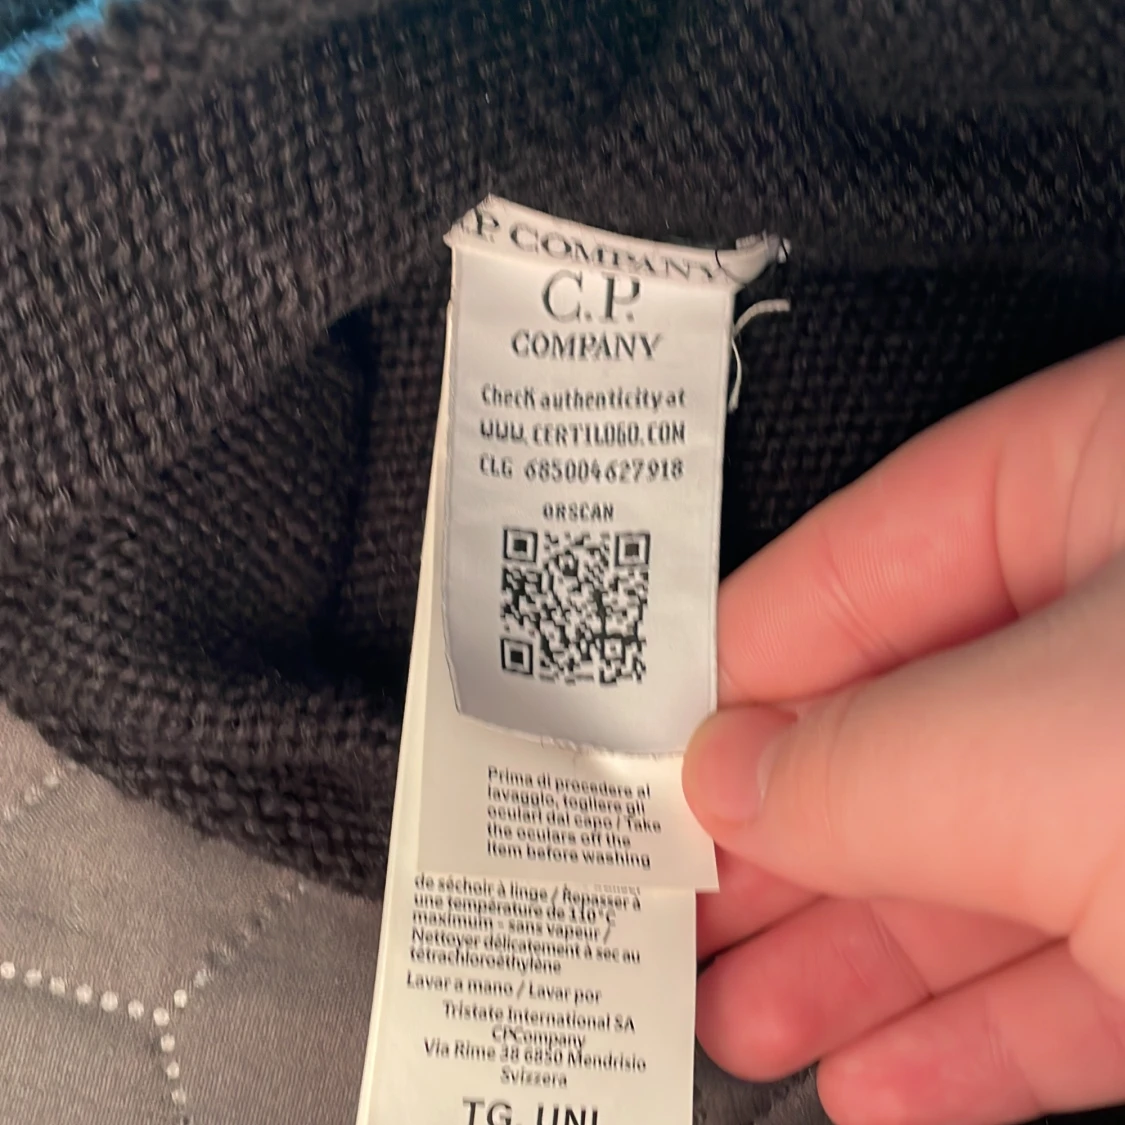 P COMPANY
C.P.
COMPANY
Check authenticity at
WWW.CERTILOGO.COM
CLG 685004627918
OR SCAN
Prima di procedere al
lavaggio, togliere gli
oculari dal capo / Take
the oculars off the
item before washing
de séchoir à linge / Repasser à
une température de 110°C
maximum - sans vapeur /
Nettoyer délicatement à sec au
tétrachloroéthylène
Lavar a mano / Lavar por
Tristate International SA
CPCompany
Via Rime 38 6850 Mendrisio
Svizzera
TG. UNI